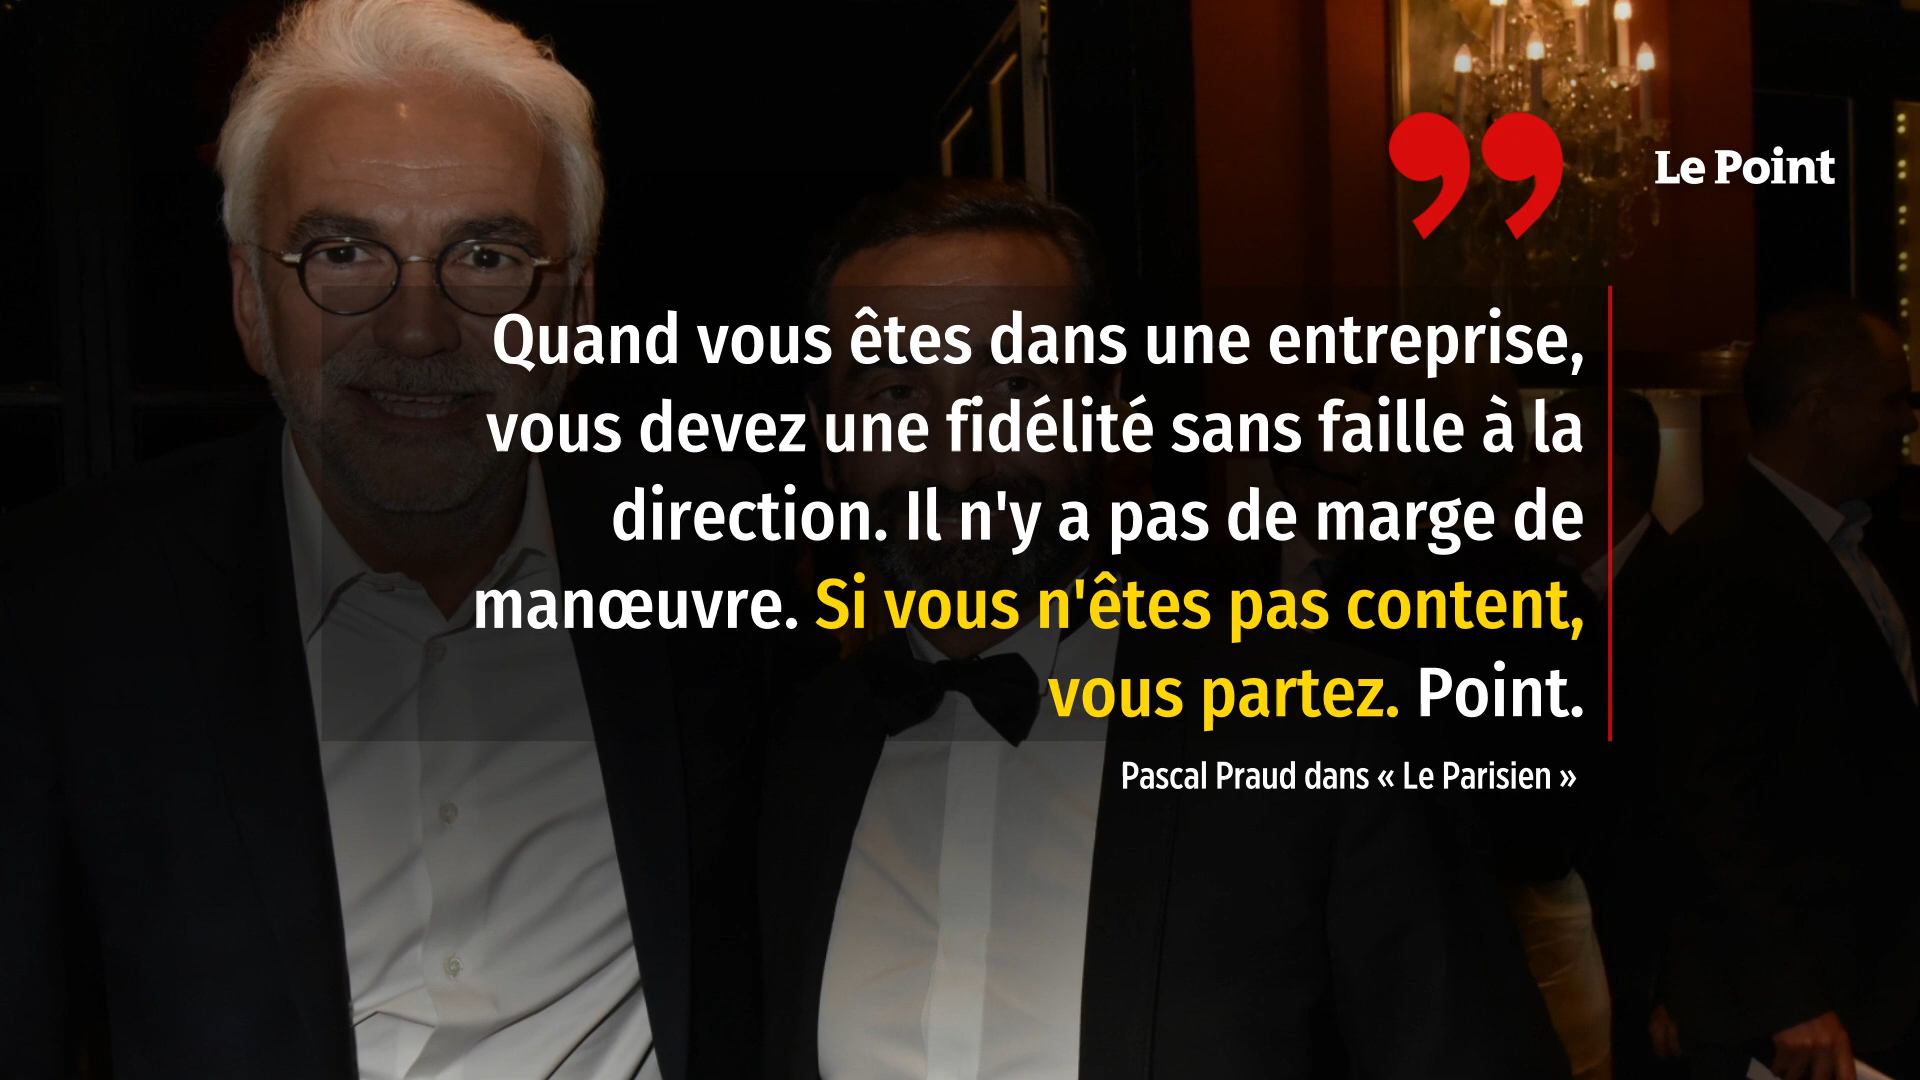 Le Point
Quand vous êtes dans une entreprise,
vous devez une fidélité sans faille à la
direction. Il n'y a pas de marge de
manœuvre. Si vous n'êtes pas content,
vous partez. Point.
Pascal Praud dans « Le Parisien »